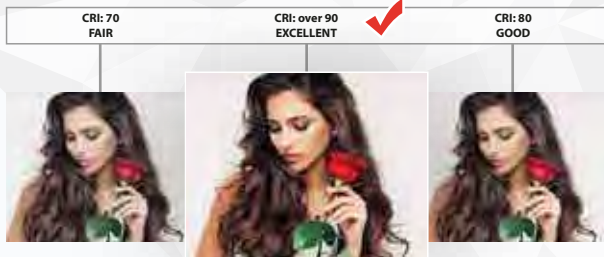 CRI: 70
FAIR
CRI: over 90
EXCELLENT
CRI: 80
GOOD